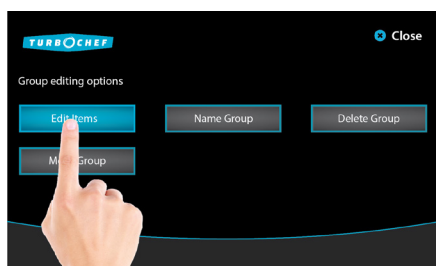 TURBOCHEF
Close
Group editing options
Edit Items
Name Group
Delete Group
Group